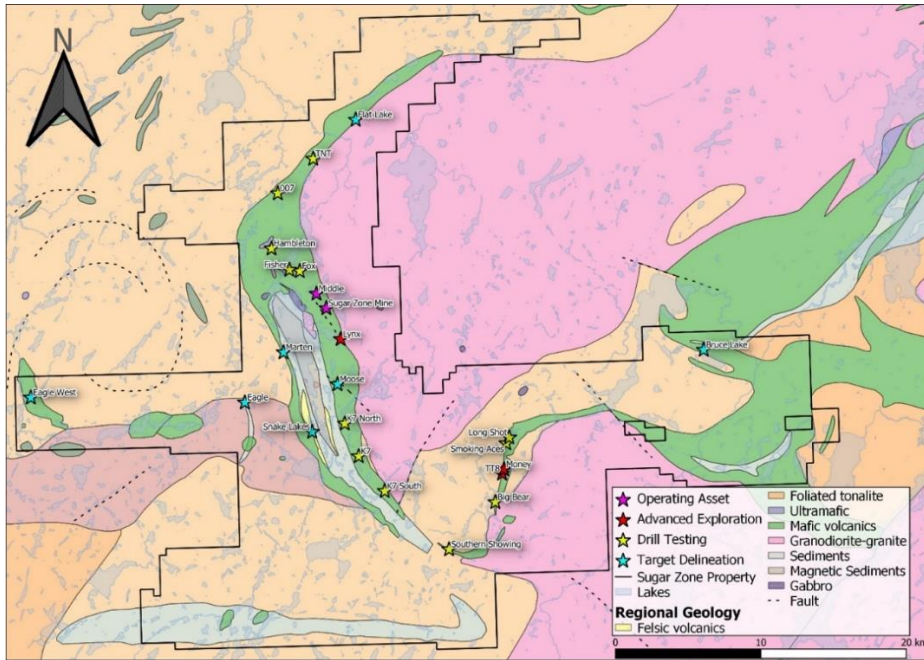 N
Flat Lake
TNT
007
Hambleton
Fisher
Fox
Middle
Sugar Zone Mine
Lynx
Marten
Bruce Lake
Moose
Eagle West
Eagle
K7 North
Snake Lakes
Long Shot
Smoking Aces
K7
Money
TT8
K7 South
Big Bear
Southern Showing
Operating Asset
Advanced Exploration
Drill Testing
Target Delineation
Sugar Zone Property
Lakes
Regional Geology
Felsic volcanics
Foliated tonalite
Ultramafic
Mafic volcanics
Granodiorite-granite
Sediments
Magnetic Sediments
Gabbro
Fault
0
10
20 km